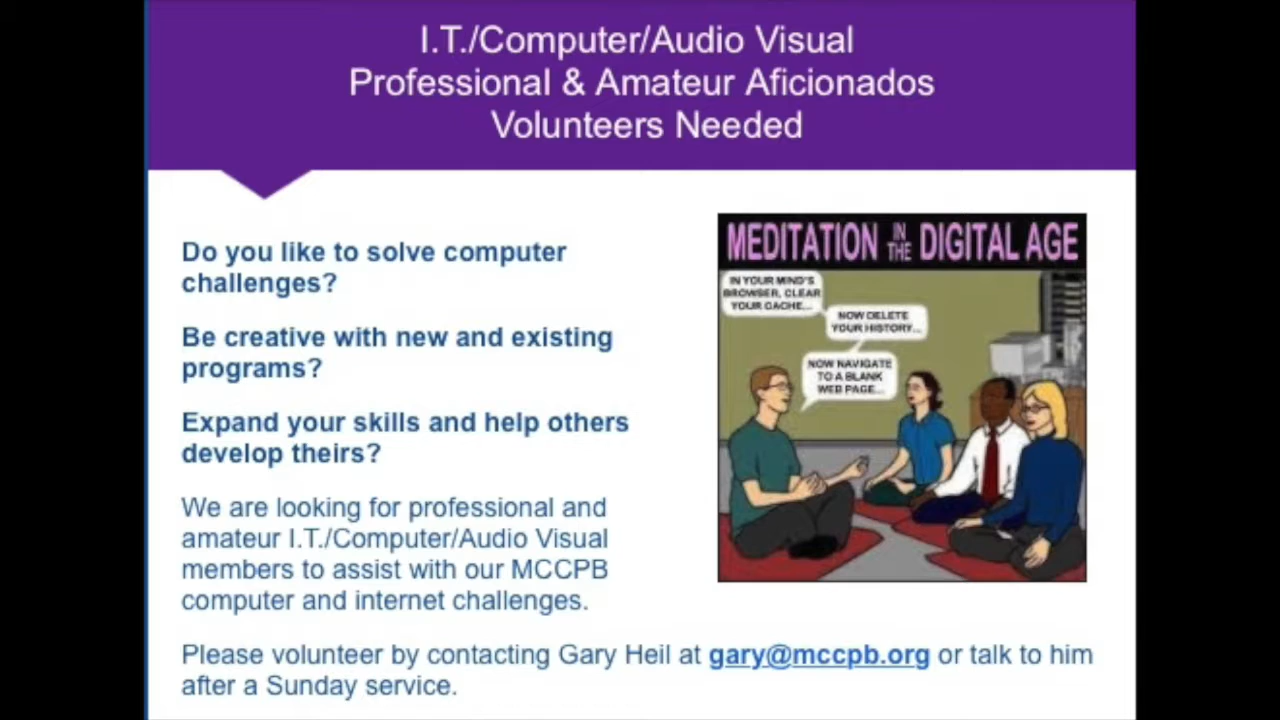 I.T./Computer/Audio Visual
Professional & Amateur Aficionados
Volunteers Needed
Do you like to solve computer
challenges?
Be creative with new and existing
programs?
Expand your skills and help others
develop theirs?
We are looking for professional and
amateur I.T./Computer/Audio Visual
members to assist with our MCCPB
computer and internet challenges.
MEDITATION IN THE DIGITAL AGE
IN YOUR MIND'S
BROWSER, CLEAR
YOUR CACHE...
NOW DELETE
YOUR HISTORY...
NOW NAVIGATE
TO A BLANK
WEB PAGE...
Please volunteer by contacting Gary Heil at gary@mccpb.org or talk to him
after a Sunday service.